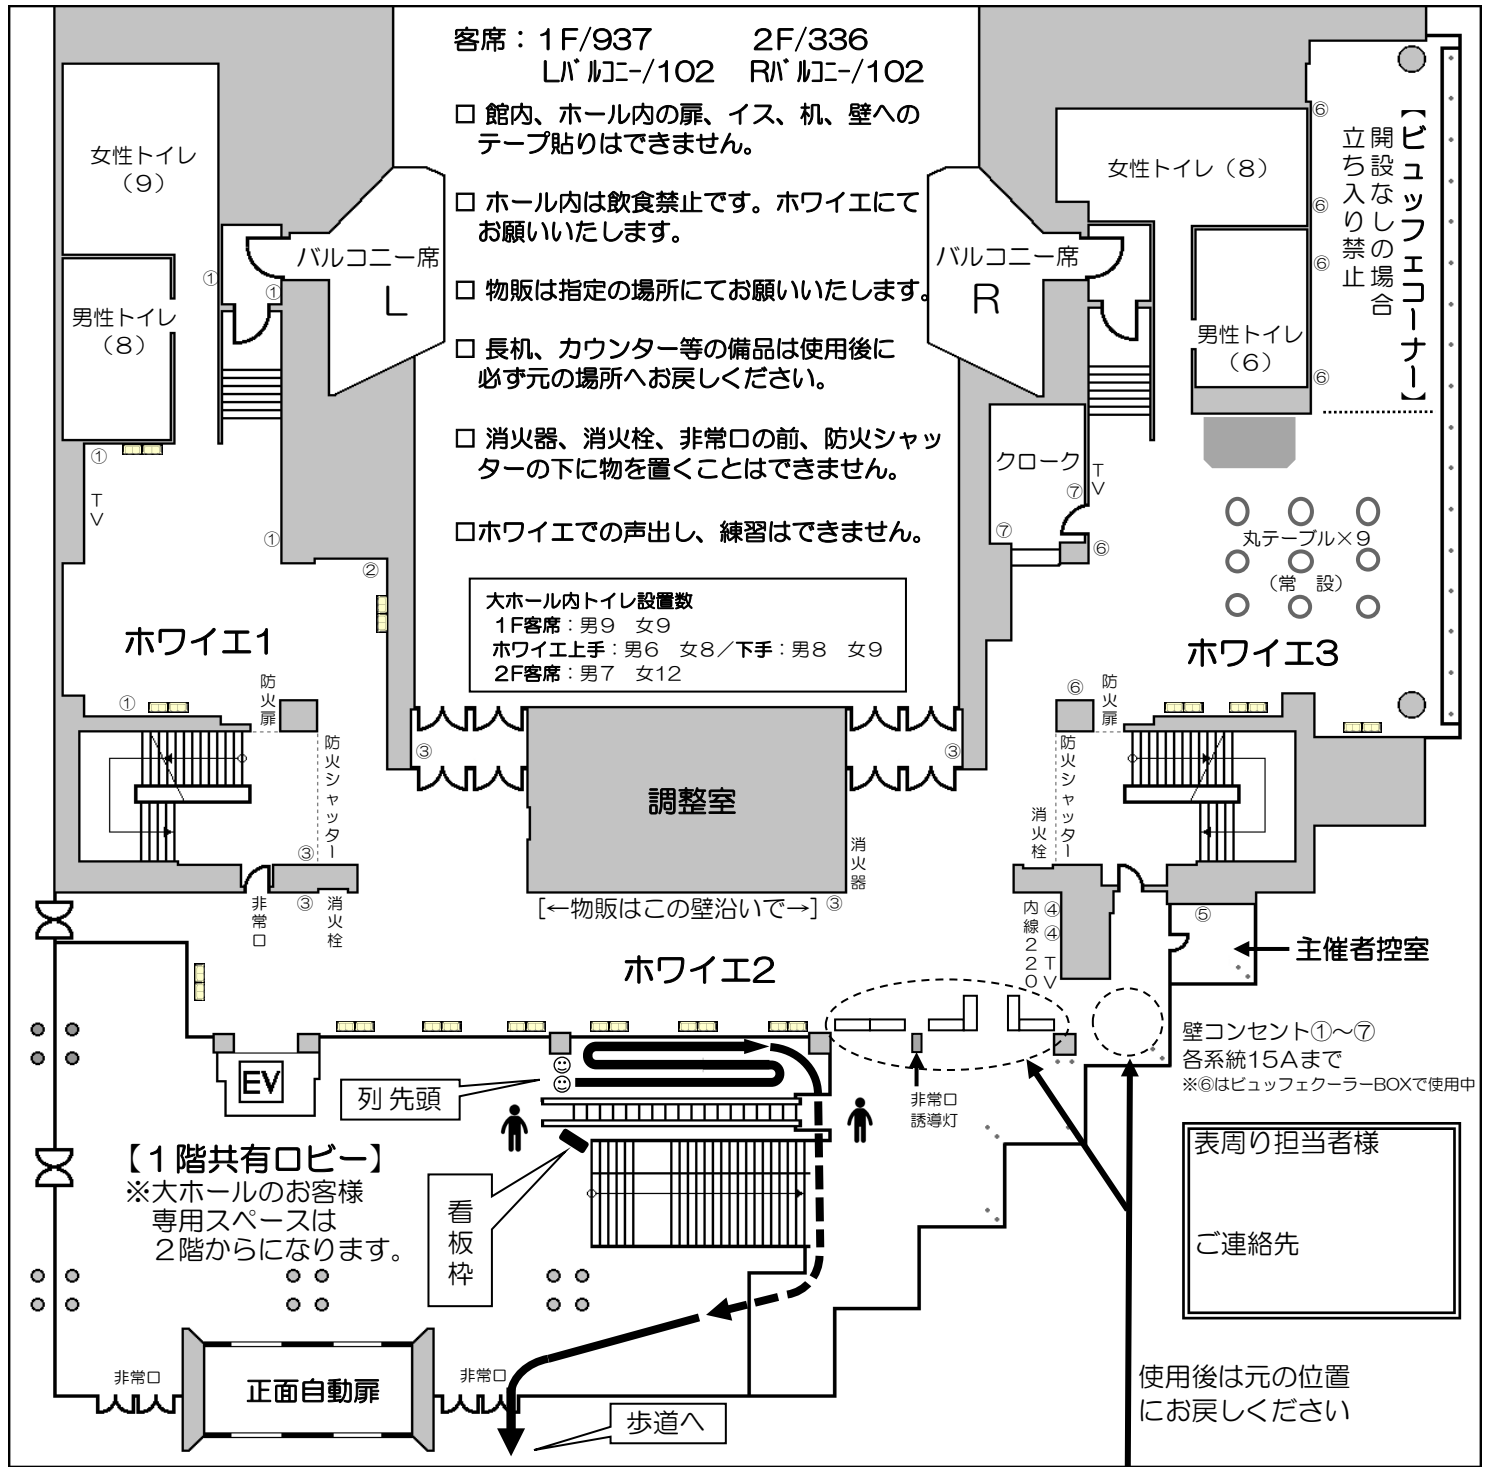 客席：1F/937　2F/336
Lﾊﾞﾙｺﾆｰ/102　Rﾊﾞﾙｺﾆｰ/102
□ 館内、ホール内の扉、イス、机、壁への
テープ貼りはできません。
□ ホール内は飲食禁止です。ホワイエにて
お願いいたします。
□ 物販は指定の場所にてお願いいたします。
□ 長机、カウンター等の備品は使用後に
必ず元の場所へお戻しください。
□ 消火器、消火栓、非常口の前、防火シャッ
ターの下に物を置くことはできません。
□ホワイエでの声出し、練習はできません。
大ホール内トイレ設置数
1F客席：男9　女9
ホワイエ上手：男6　女8／下手：男8　女9
2F客席：男7　女12
女性トイレ
（9）
男性トイレ
（8）
①
①
バルコニー席
L
①
TV
①
②
ホワイエ1
①
防火扉
防火シャッター
③
③
非常口
消火栓
バルコニー席
R
女性トイレ（8）
男性トイレ
（6）
⑥
⑥
⑥
⑥
【ビュッフェコーナー】
開設なしの場合
立ち入り禁止
クローク
⑦
⑦
TV
⑥
丸テーブル×9
（常　設）
ホワイエ3
⑥
防火扉
防火シャッター
消火栓
③
③
調整室
消火器
③
[←物販はこの壁沿いで→]
ホワイエ2
内線220
④
④
TV
⑤
主催者控室
壁コンセント①～⑦
各系統15Aまで
※⑥はビュッフェクーラーBOXで使用中
非常口
誘導灯
EV
列 先頭
【1階共有ロビー】
※大ホールのお客様
専用スペースは
2階からになります。
看板枠
表周り担当者様
ご連絡先
使用後は元の位置
にお戻しください
非常口
正面自動扉
非常口
歩道へ